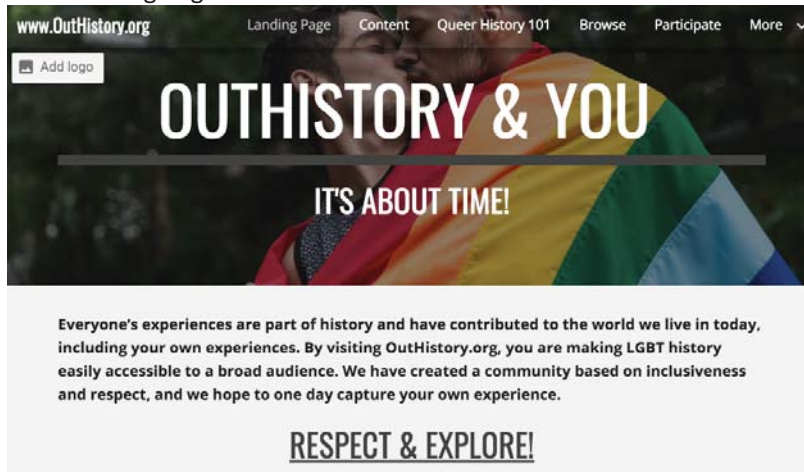 www.OutHistory.org Landing Page Content Queer History 101 Browse Participate More
Add logo
OUTHISTORY & YOU
IT'S ABOUT TIME!
Everyone's experiences are part of history and have contributed to the world we live in today,
including your own experiences. By visiting OutHistory.org, you are making LGBT history
easily accessible to a broad audience. We have created a community based on inclusiveness
and respect, and we hope to one day capture your own experience.
RESPECT & EXPLORE!